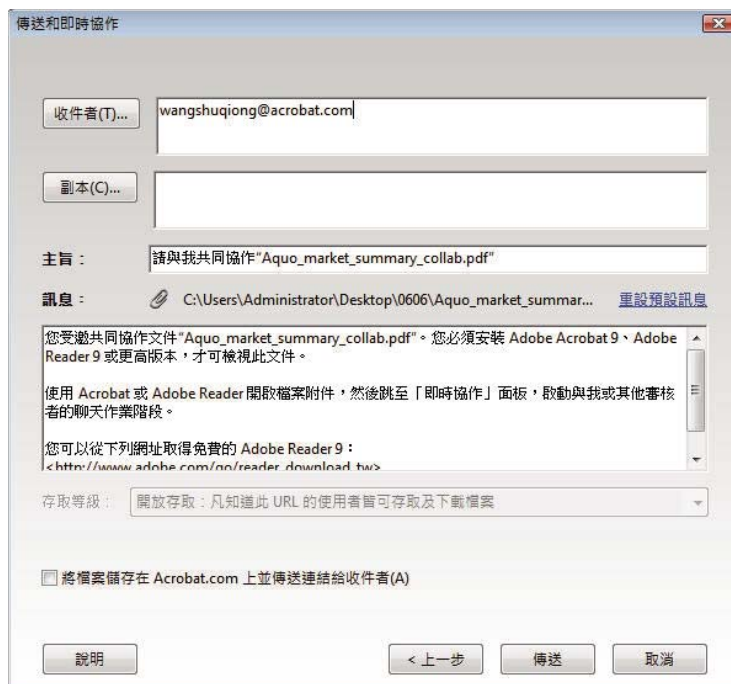 傳送和即時協作
收件者(T)...
wangshuqiong@acrobat.com
副本(C)...
主旨：
請與我共同協作"Aquo_market_summary_collab.pdf"
訊息：
C:\Users\Administrator\Desktop\0606\Aquo_market_summar...
重設預設訊息
您受邀共同協作文件"Aquo_market_summary_collab.pdf"。您必須安裝 Adobe Acrobat 9、Adobe
Reader 9 或更高版本，才可檢視此文件。
使用 Acrobat 或 Adobe Reader 開啟檔案附件，然後跳至「即時協作」面板，啟動與我或其他審核
者的聊天作業階段。
您可以從下列網址取得免費的 Adobe Reader 9：
<http://www.adobe.com/go/reader_download_tw>
存取等級：
開放存取：凡知道此 URL 的使用者皆可存取及下載檔案
將檔案儲存在 Acrobat.com 上並傳送連結給收件者(A)
說明
< 上一步
傳送
取消